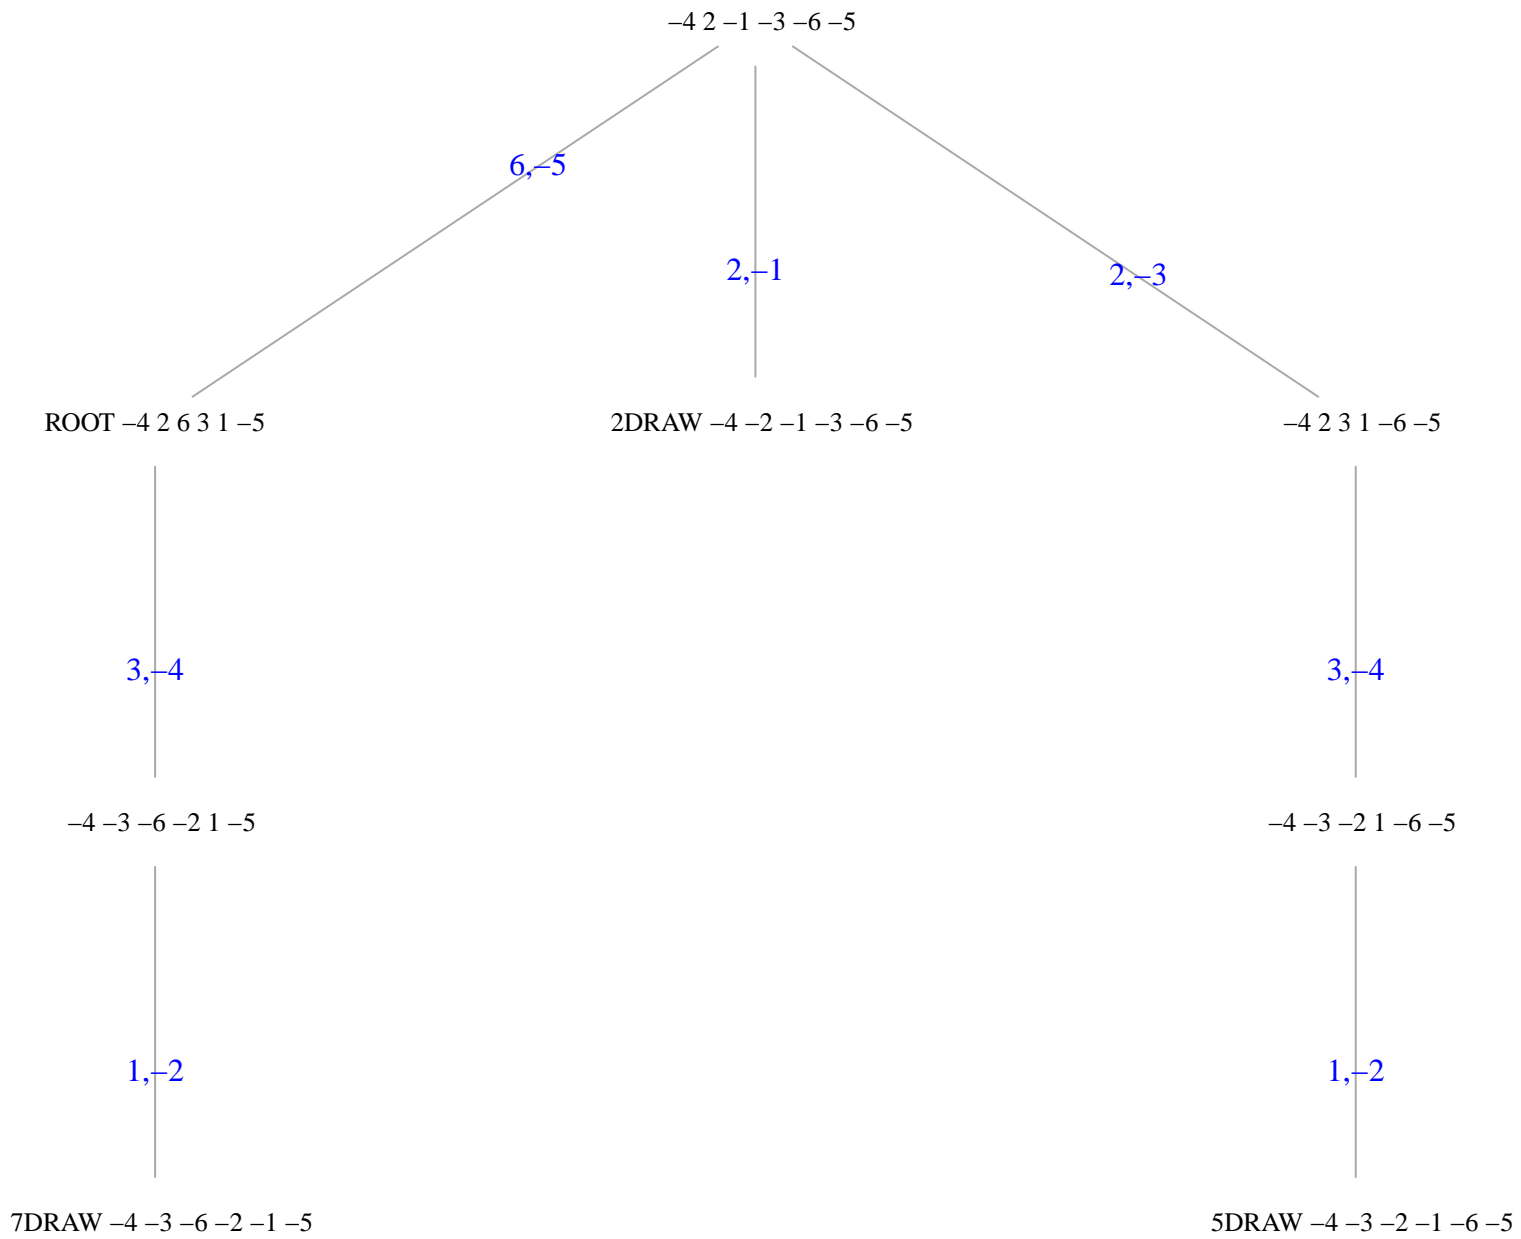 –4 2 –1 –3 –6 –5
6,–5
2,–1
2,–3
ROOT –4 2 6 3 1 –5
2DRAW –4 –2 –1 –3 –6 –5
–4 2 3 1 –6 –5
3,–4
3,–4
–4 –3 –6 –2 1 –5
–4 –3 –2 1 –6 –5
1,–2
1,–2
7DRAW –4 –3 –6 –2 –1 –5
5DRAW –4 –3 –2 –1 –6 –5